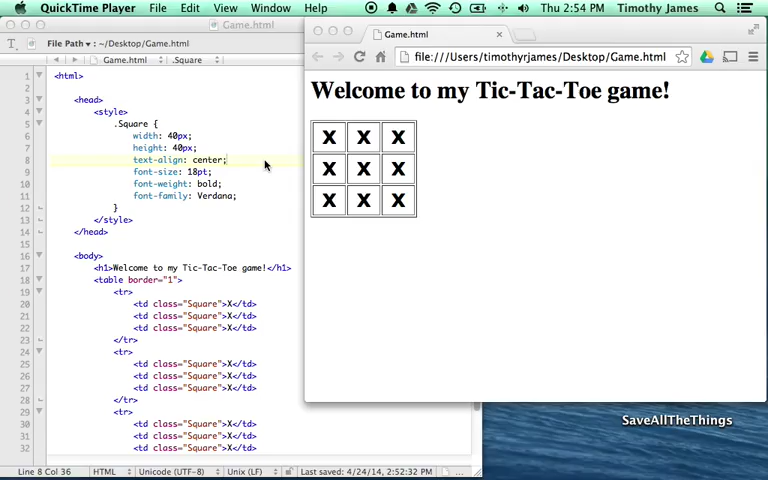 QuickTime Player File Edit View Window Help Thu 2:54 PM Timothy James
Game.html
File Path ▾ : ~/Desktop/Game.html
Game.html .Square
1 <html>
2
3 <head>
4 <style>
5 .Square {
6 width: 40px;
7 height: 40px;
8 text-align: center;
9 font-size: 18pt;
10 font-weight: bold;
11 font-family: Verdana;
12 }
13 </style>
14 </head>
15
16 <body>
17 <h1>Welcome to my Tic-Tac-Toe game!</h1>
18 <table border="1">
19 <tr>
20 <td class="Square">X</td>
21 <td class="Square">X</td>
22 <td class="Square">X</td>
23 </tr>
24 <tr>
25 <td class="Square">X</td>
26 <td class="Square">X</td>
27 <td class="Square">X</td>
28 </tr>
29 <tr>
30 <td class="Square">X</td>
31 <td class="Square">X</td>
32 <td class="Square">X</td>
Line 8 Col 36 HTML Unicode (UTF-8) Unix (LF) Last saved: 4/24/14, 2:52:32 PM ...
Game.html
file:///Users/timothyrjames/Desktop/Game.html
Welcome to my Tic-Tac-Toe game!
X X X
X X X
X X X
SaveAllTheThings